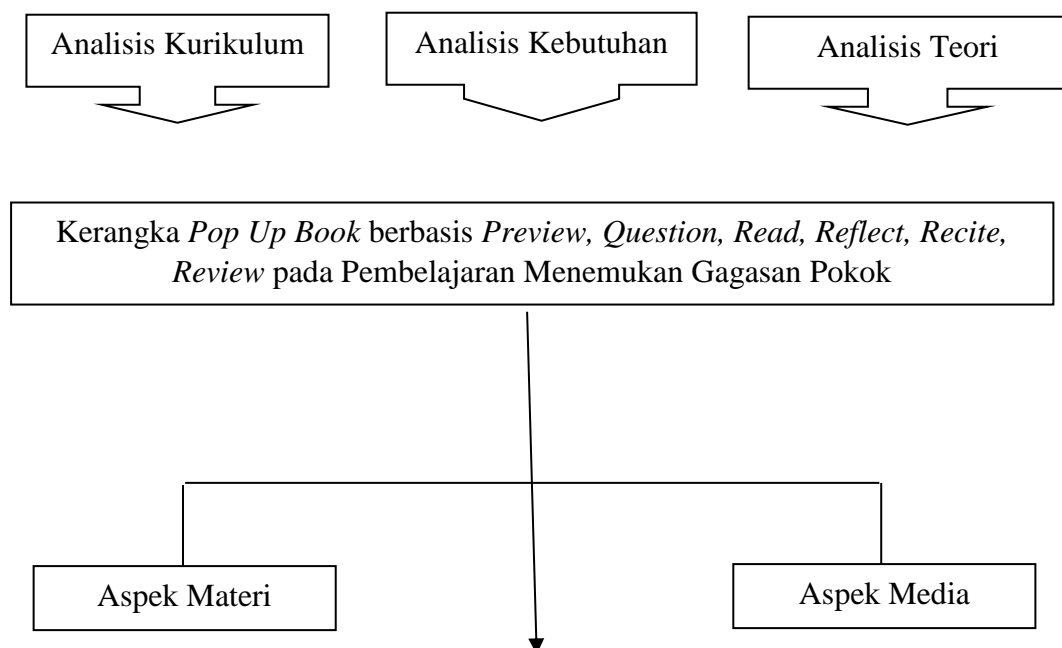 Analisis Kurikulum
Analisis Kebutuhan
Analisis Teori
Kerangka Pop Up Book berbasis Preview, Question, Read, Reflect, Recite,
Review pada Pembelajaran Menemukan Gagasan Pokok
Aspek Materi
Aspek Media